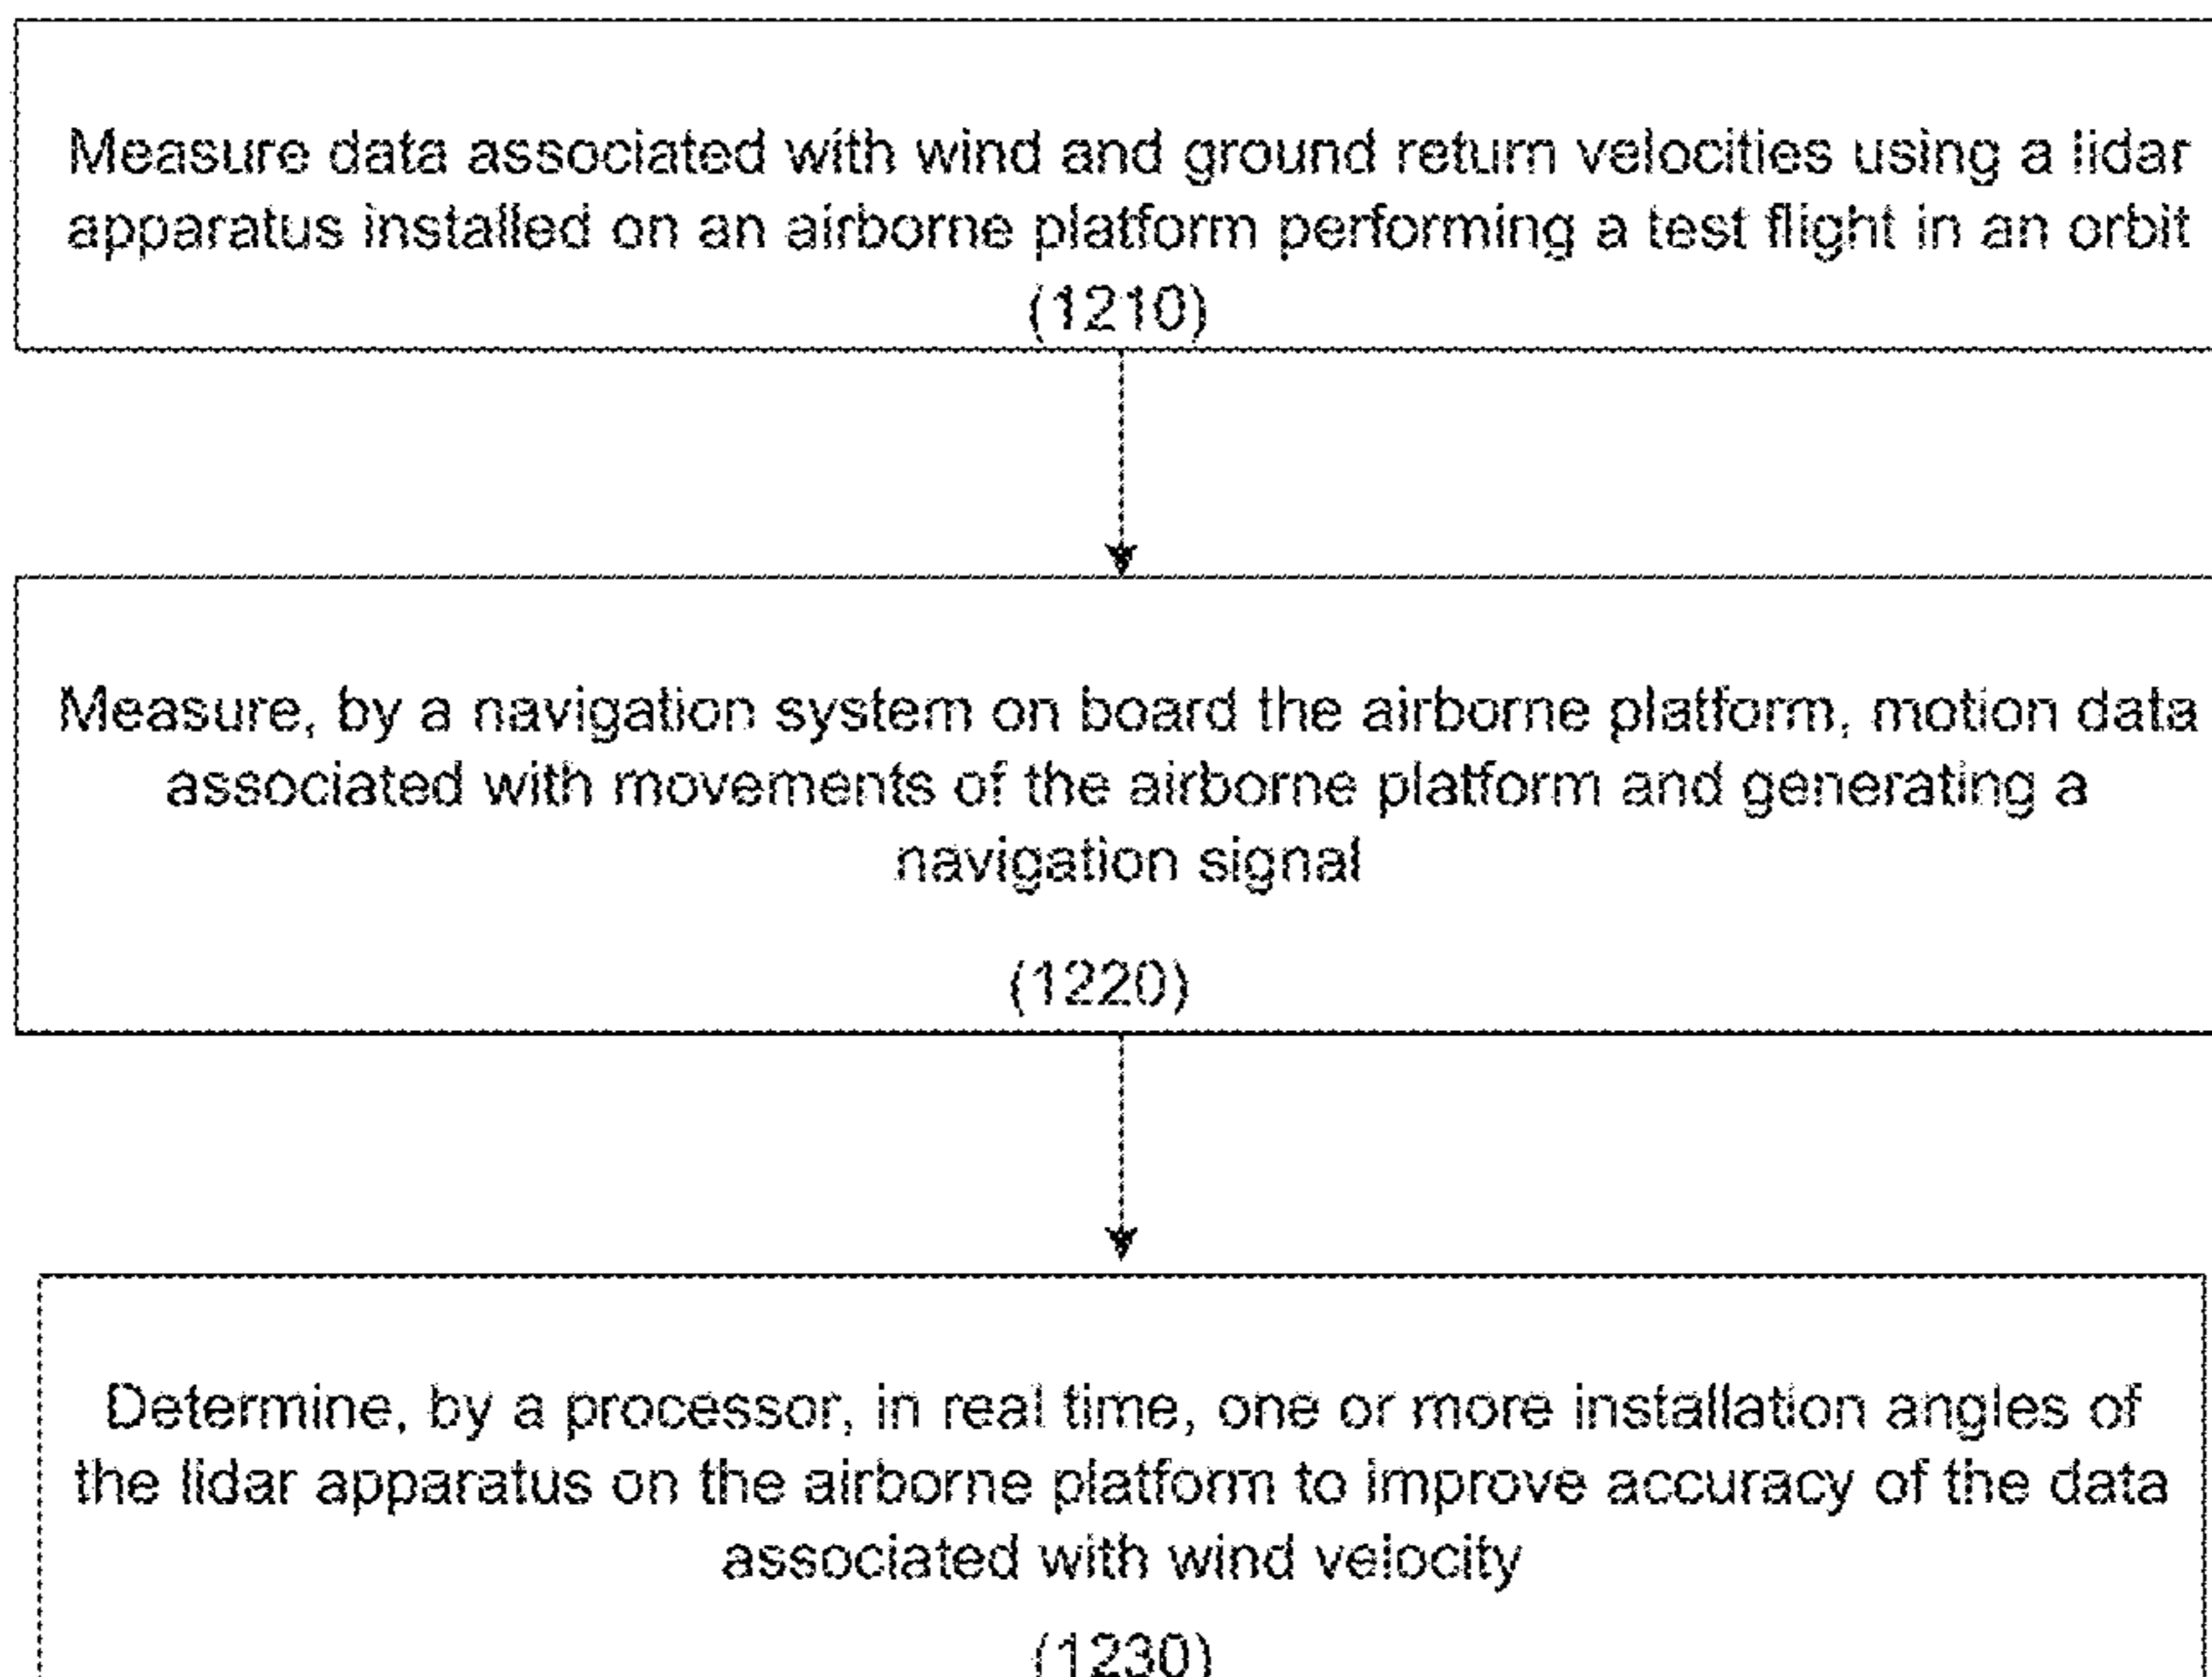 Measure data associated with wind and ground return velocities using a lidar
apparatus installed on an airborne platform performing a test flight in an orbit
(1210)
Measure, by a navigation system on board the airborne platform, motion data
associated with movements of the airborne platform and generating a
navigation signal
(1220)
Determine, by a processor, in real time, one or more installation angles of
the lidar apparatus on the airborne platform to improve accuracy of the data
associated with wind velocity
(1230)